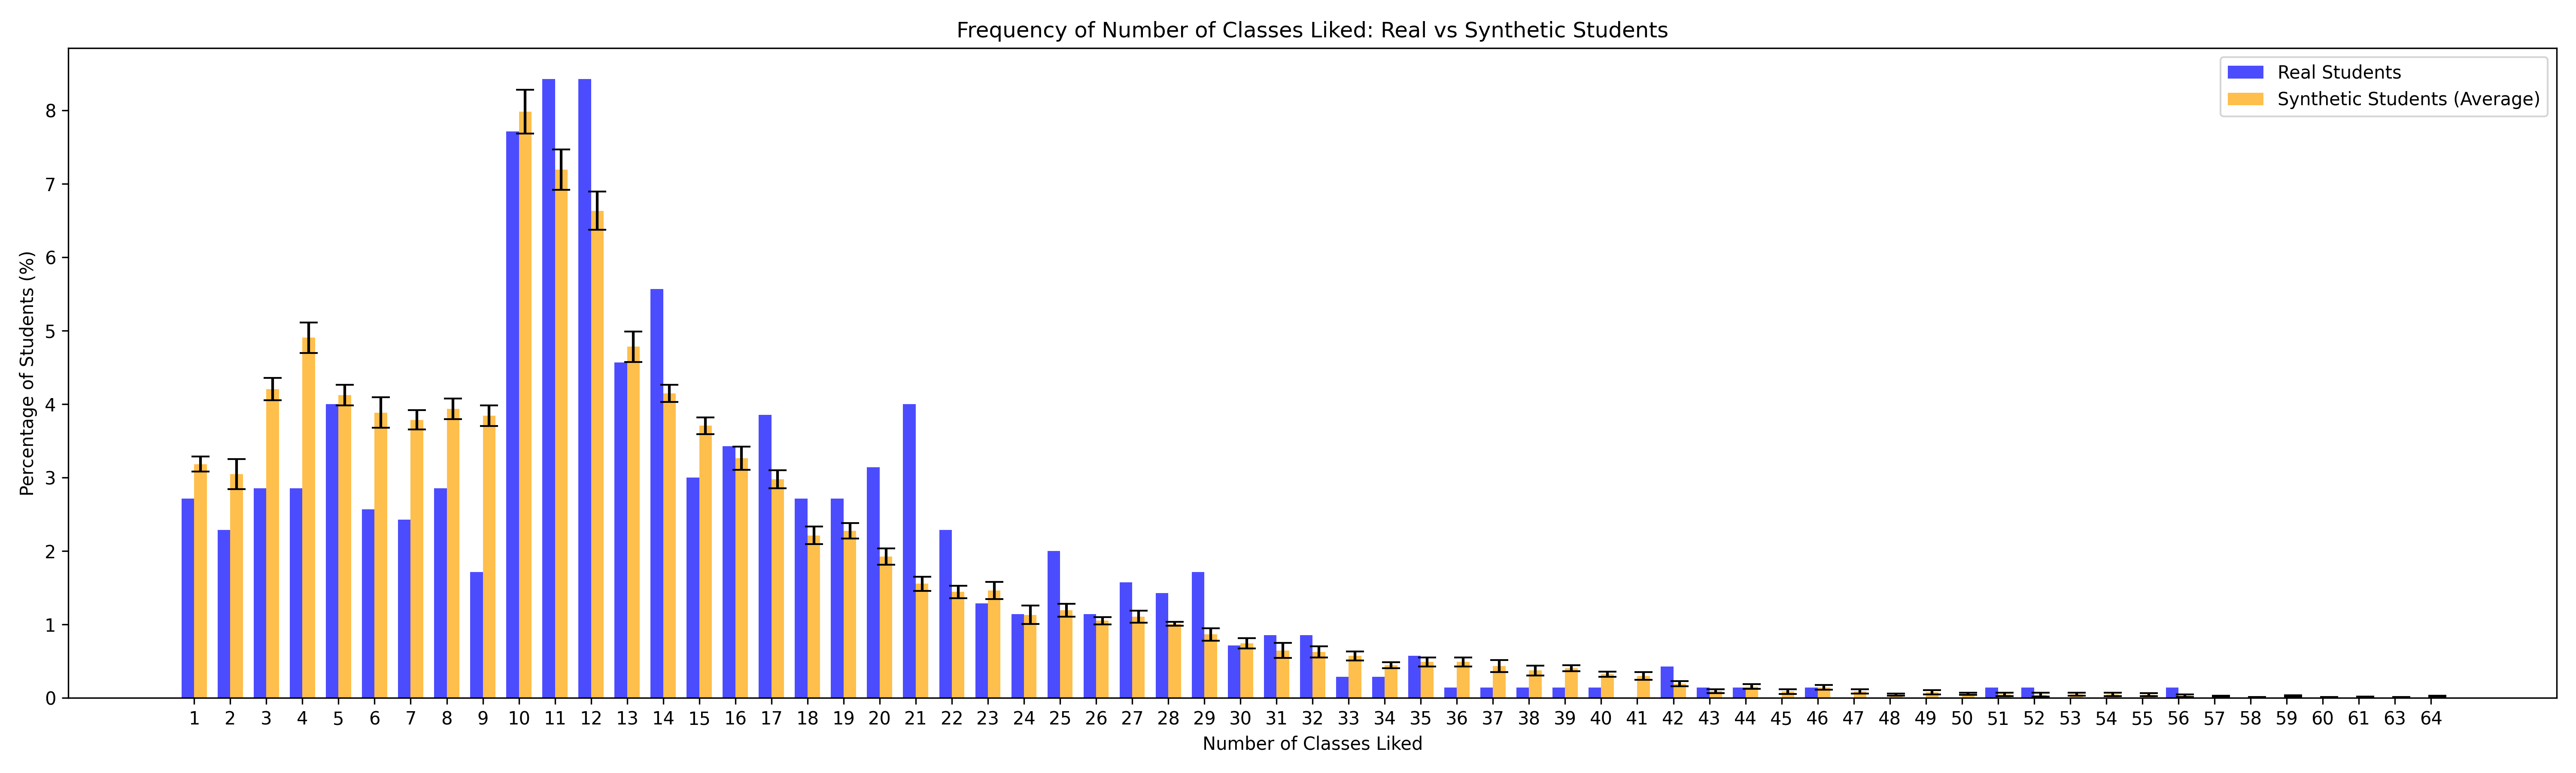 Frequency of Number of Classes Liked: Real vs Synthetic Students
Real Students
Synthetic Students (Average)
Percentage of Students (%)
8
7
6
5
4
3
2
1
0
1 2 3 4 5 6 7 8 9 10 11 12 13 14 15 16 17 18 19 20 21 22 23 24 25 26 27 28 29 30 31 32 33 34 35 36 37 38 39 40 41 42 43 44 45 46 47 48 49 50 51 52 53 54 55 56 57 58 59 60 61 63 64
Number of Classes Liked